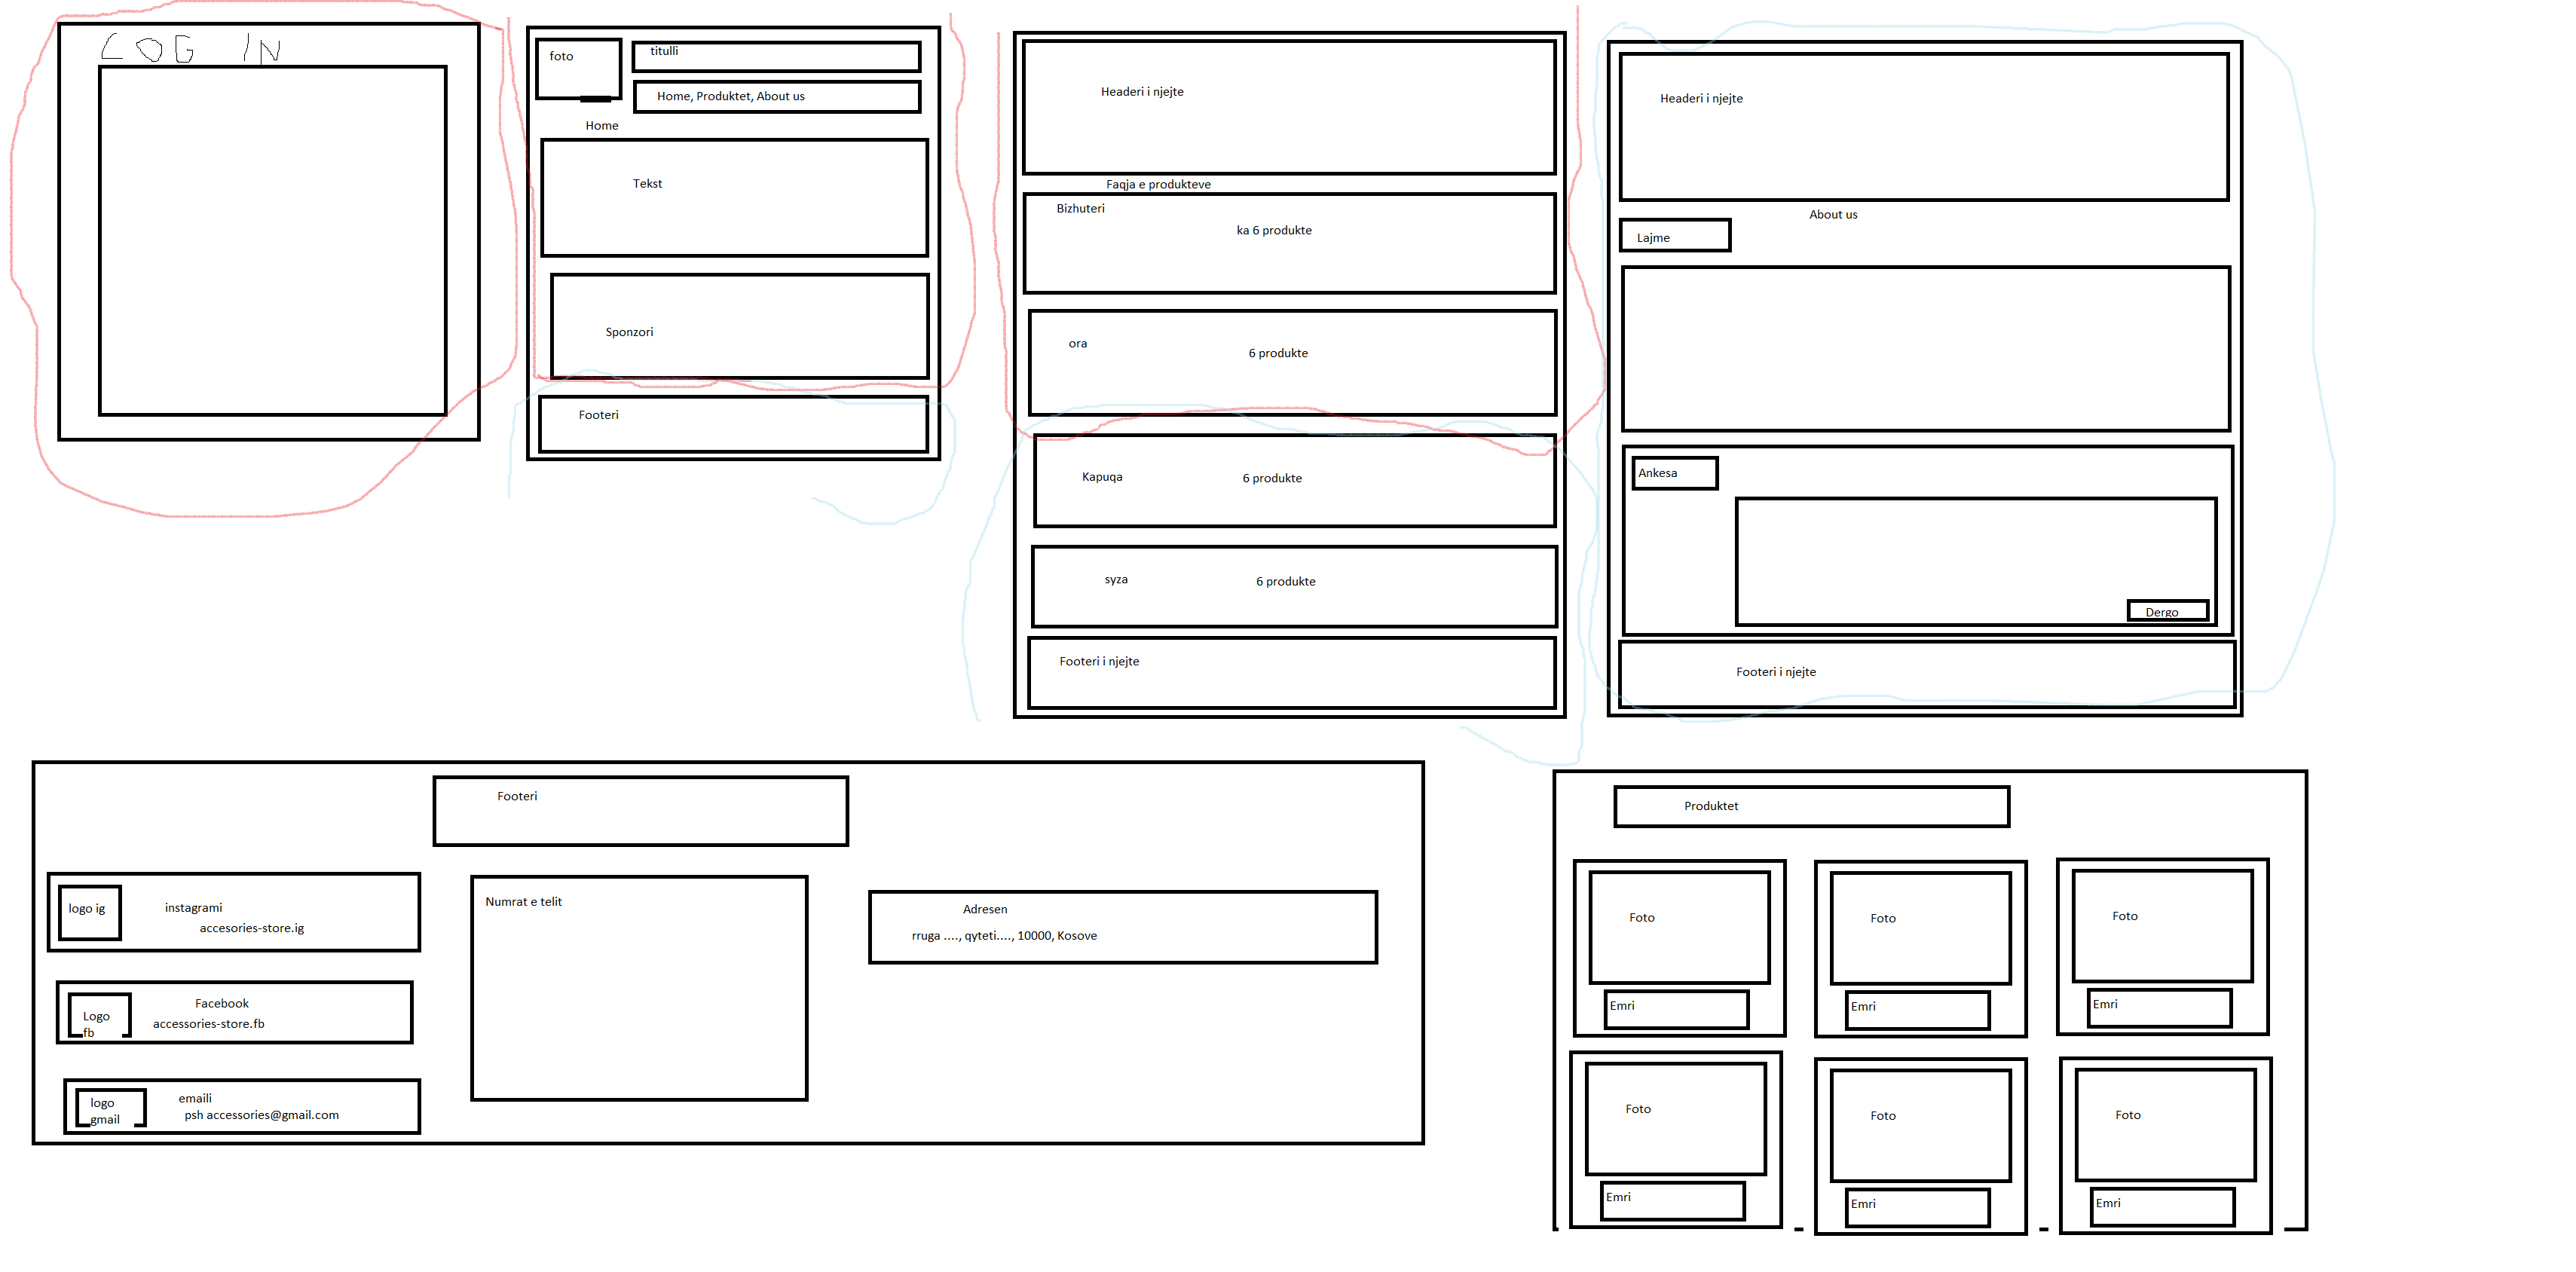 LOG IN
foto
titulli
Home, Produktet, About us
Home
Tekst
Sponzori
Footeri
Headeri i njejte
Faqja e produkteve
Bizhuteri
ka 6 produkte
ora
6 produkte
Kapuqa
6 produkte
syza
6 produkte
Footeri i njejte
Headeri i njejte
About us
Lajme
Ankesa
Dergo
Footeri i njejte
Footeri
logo ig
instagrami
accesories-store.ig
Logo
fb
Facebook
accessories-store.fb
logo
gmail
emaili
psh accessories@gmail.com
Numrat e telit
Adresen
rruga ...., qyteti...., 10000, Kosove
Produktet
Foto
Emri
Foto
Emri
Foto
Emri
Foto
Emri
Foto
Emri
Foto
Emri